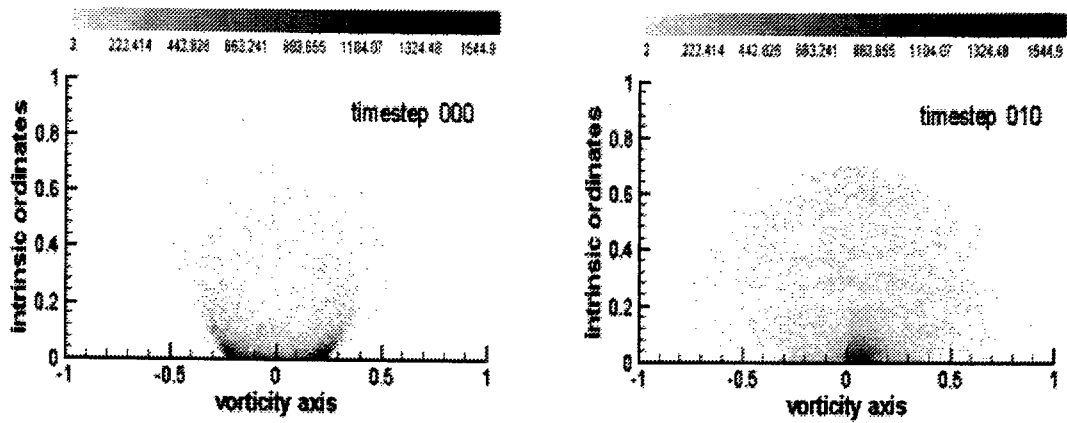 2. 222.414 442.828 663.241 883.655 1104.07 1324.48 1544.9
1
0.8
0.6
0.4
0.2
0
intrinsic ordinates
timestep 000
-1 -0.5 0 0.5 1
vorticity axis
2 222.414 442.828 663.241 883.655 1104.07 1324.48 1544.9
1
0.8
0.6
0.4
0.2
0
intrinsic ordinates
timestep 010
-1 -0.5 0 0.5 1
vorticity axis